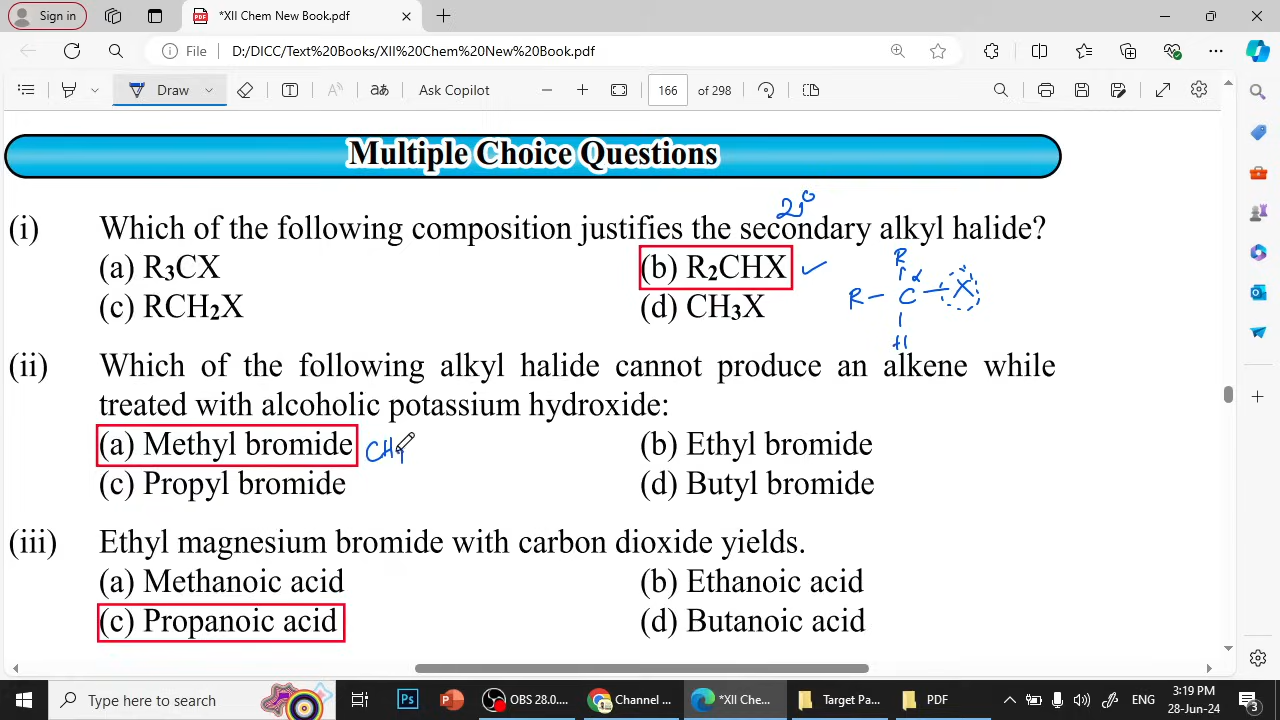 Sign in
*XII Chem New Book.pdf
File
D:/DICC/Text%20Books/XII%20Chem%20New%20Book.pdf
Draw
aあ
Ask Copilot
166 of 298
Multiple Choice Questions
2°
(i) Which of the following composition justifies the secondary alkyl halide?
(a) R₃CX (b) R₂CHX
(c) RCH₂X (d) CH₃X
R
α
R – C – X
H
(ii) Which of the following alkyl halide cannot produce an alkene while
treated with alcoholic potassium hydroxide:
(a) Methyl bromide CH (b) Ethyl bromide
(c) Propyl bromide (d) Butyl bromide
(iii) Ethyl magnesium bromide with carbon dioxide yields.
(a) Methanoic acid (b) Ethanoic acid
(c) Propanoic acid (d) Butanoic acid
Type here to search
Ps
OBS 28.0....
Channel ...
*XII Che...
Target Pa...
PDF
ENG
3:19 PM
28-Jun-24
3